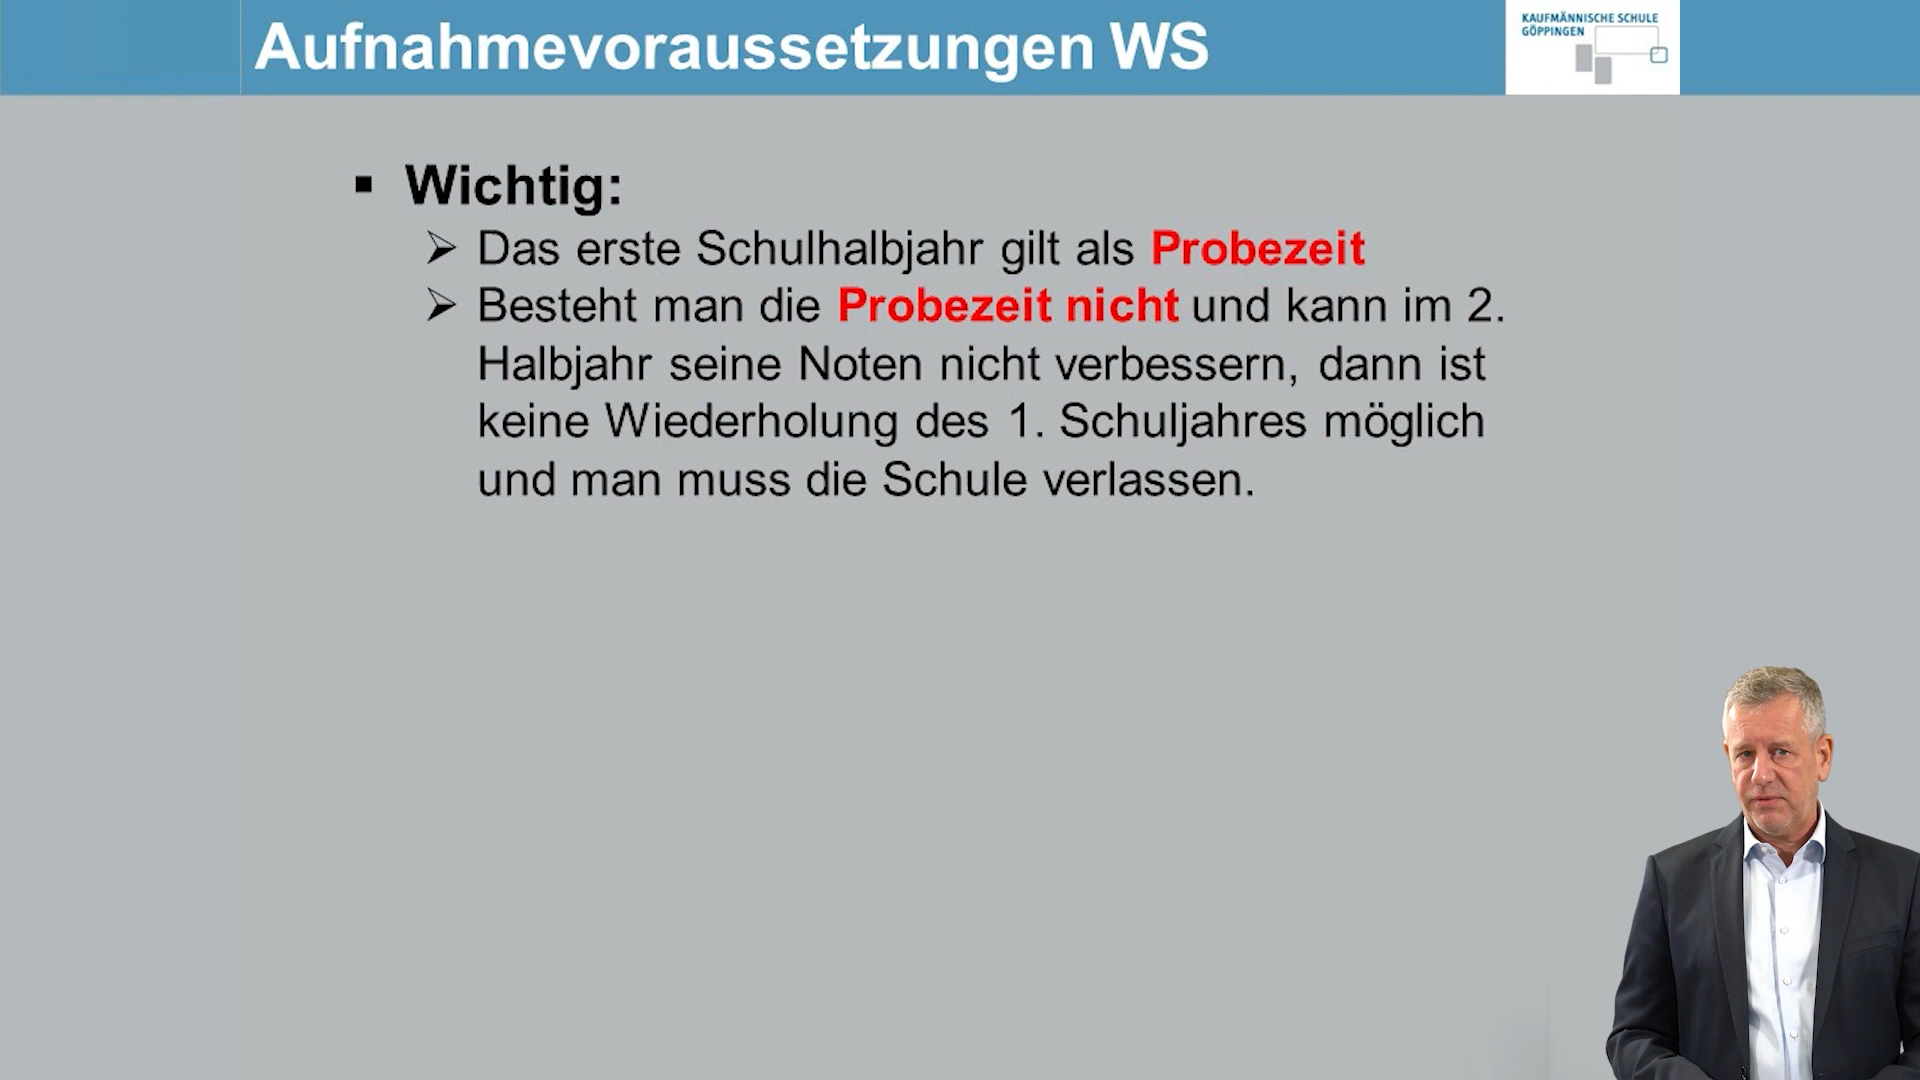 Aufnahmevoraussetzungen WS
KAUFMÄNNISCHE SCHULE
GÖPPINGEN
Wichtig:
Das erste Schulhalbjahr gilt als Probezeit
Besteht man die Probezeit nicht und kann im 2.
Halbjahr seine Noten nicht verbessern, dann ist
keine Wiederholung des 1. Schuljahres möglich
und man muss die Schule verlassen.